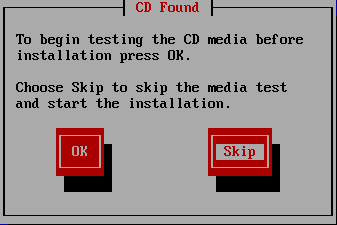 CD Found
To begin testing the CD media before
installation press OK.
Choose Skip to skip the media test
and start the installation.
OK
Skip